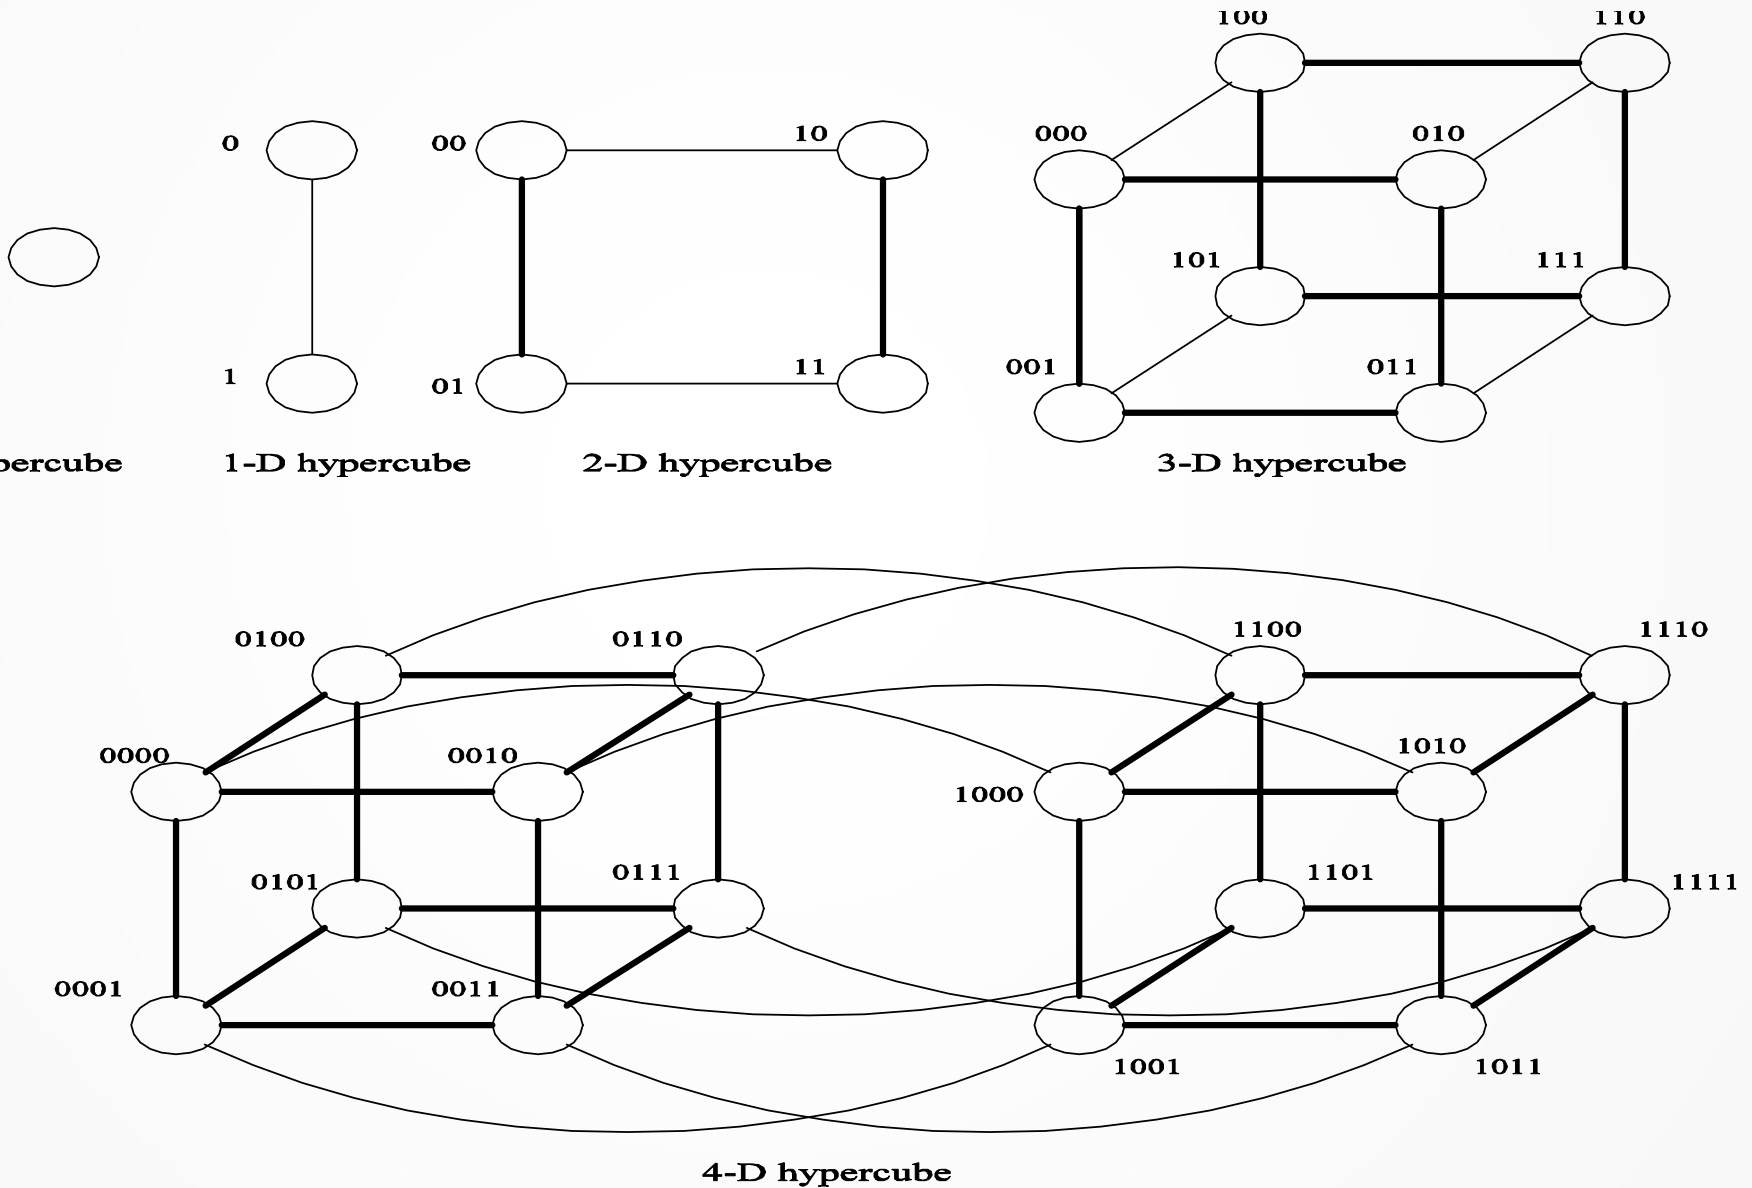 100 110
0 00 10 000 010
101 111
1 01 11 001 011
percube 1-D hypercube 2-D hypercube 3-D hypercube
0100 0110 1100 1110
0000 0010 1000 1010
0101 0111 1101 1111
0001 0011 1001 1011
4-D hypercube